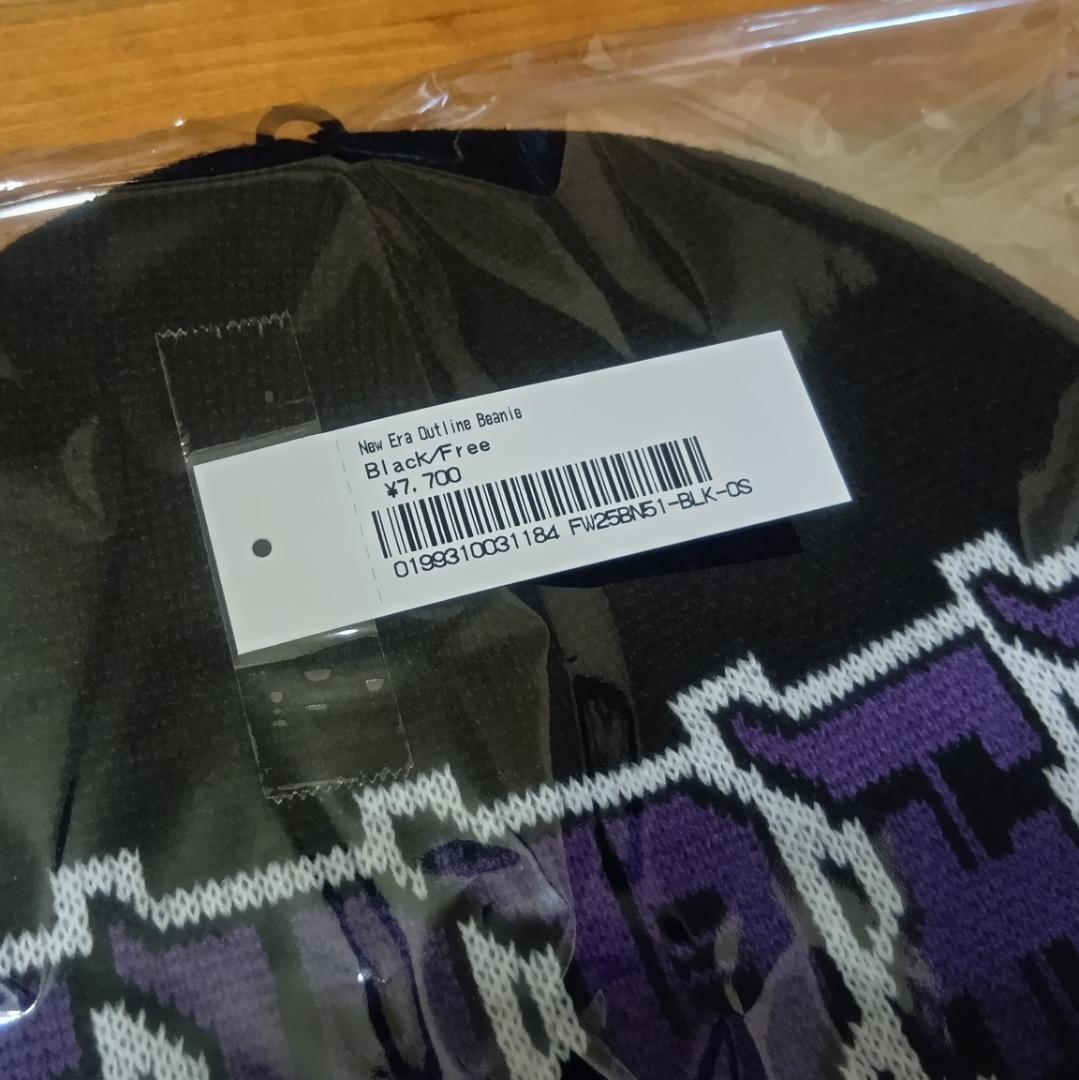 New Era Outline Beanie
Black/Free
¥7,700
0199310031184 FW25BN51-BLK-OS